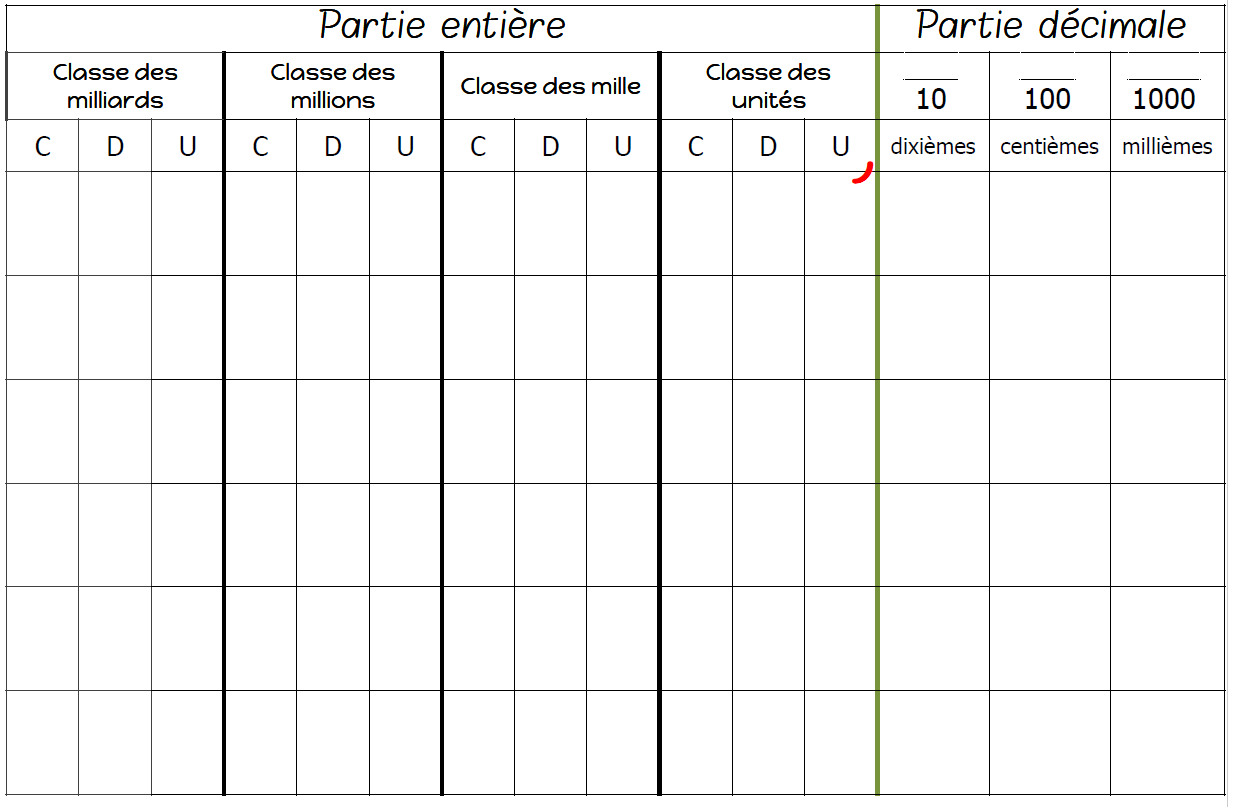 Partie entière Partie décimale
Classe des milliards Classe des millions Classe des mille Classe des unités 10 100 1000
C D U C D U C D U C D U , dixièmes centièmes millièmes